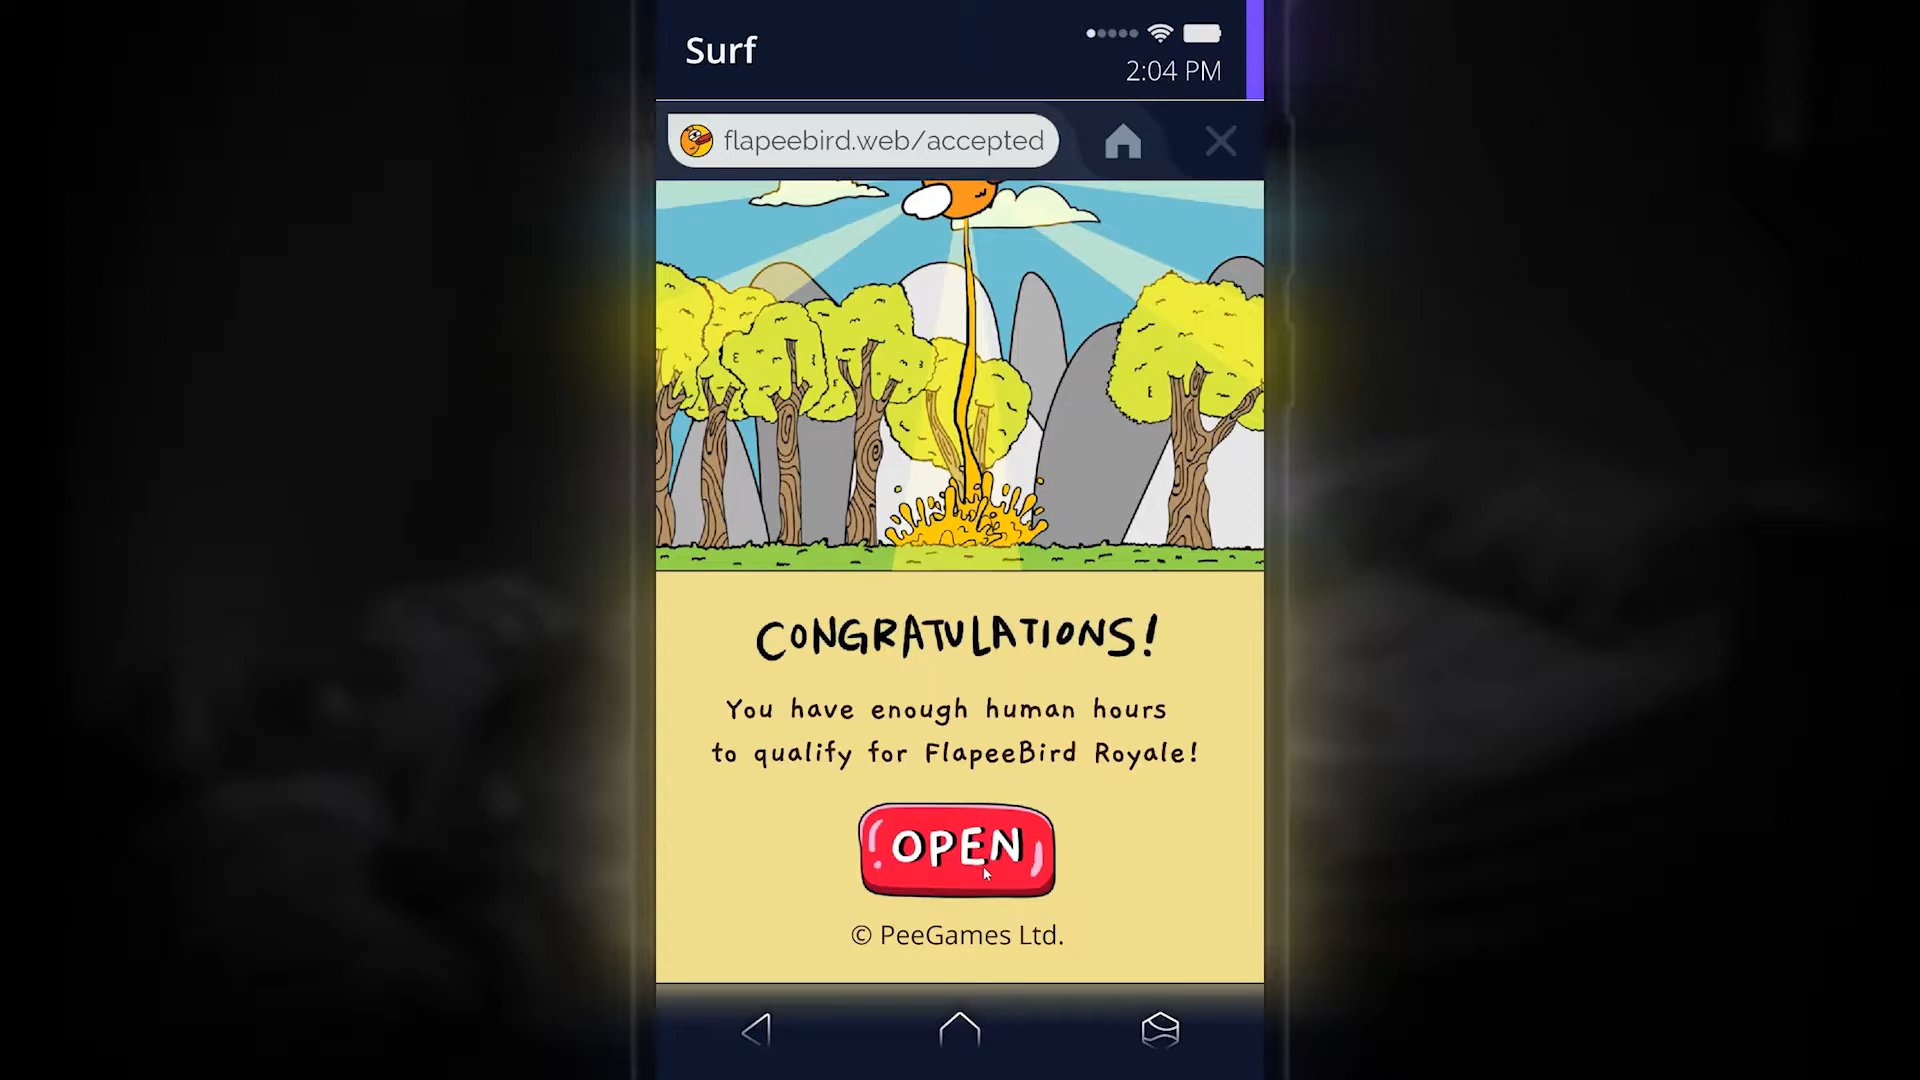 Surf
2:04 PM
flapeebird.web/accepted
CONGRATULATIONS!
You have enough human hours
to qualify for FlapeeBird Royale!
OPEN
© PeeGames Ltd.